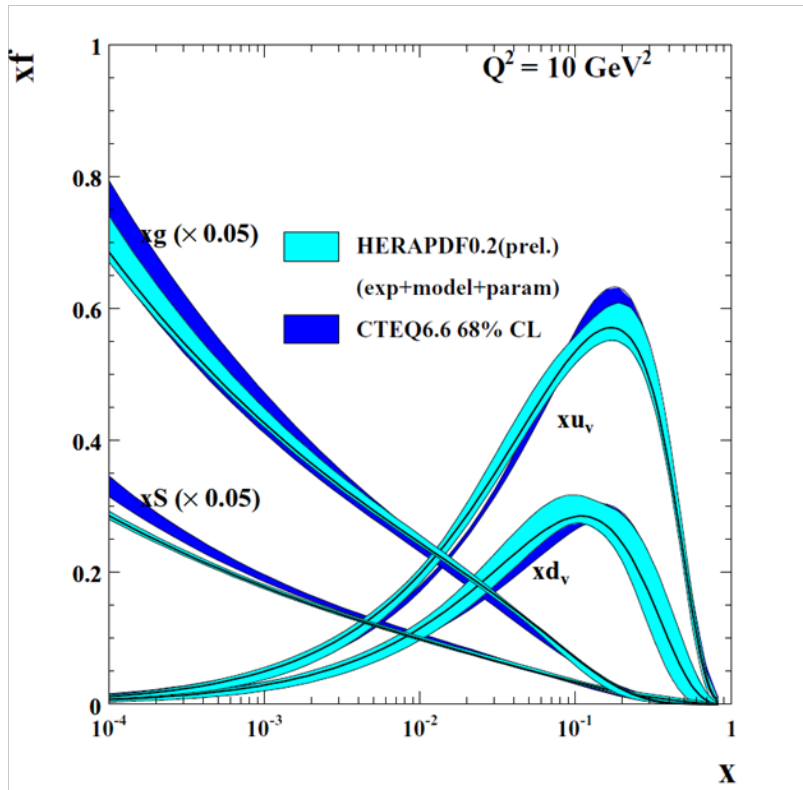 xf
Q² = 10 GeV²
1
0.8
0.6
0.4
0.2
0
xg (× 0.05)
HERAPDF0.2(prel.)
(exp+model+param)
CTEQ6.6 68% CL
xuᵥ
xS (× 0.05)
xdᵥ
10⁻⁴ 10⁻³ 10⁻² 10⁻¹ 1
x